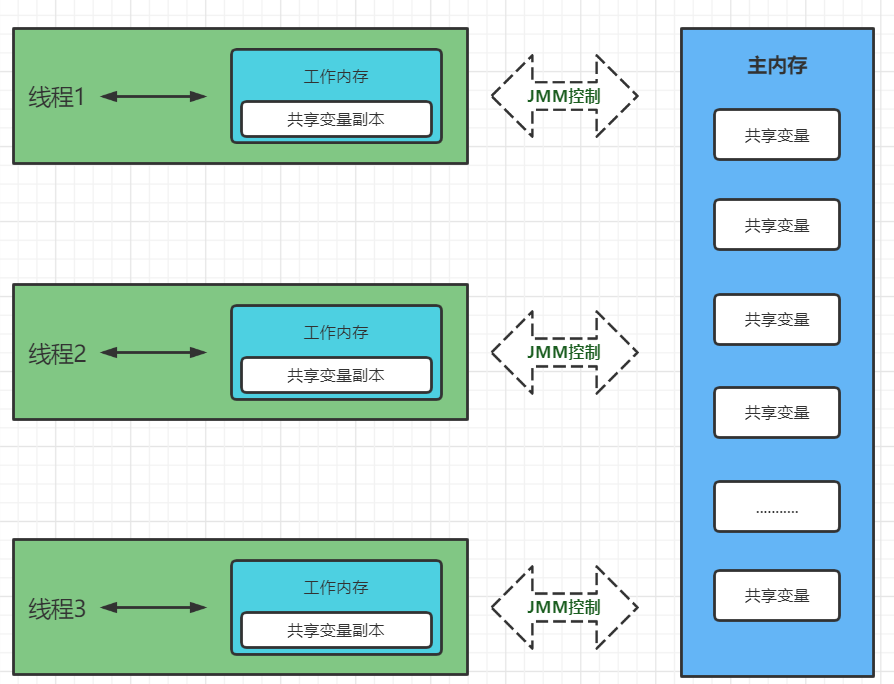 线程1
工作内存
共享变量副本
JMM控制
线程2
工作内存
共享变量副本
JMM控制
线程3
工作内存
共享变量副本
JMM控制
主内存
共享变量
共享变量
共享变量
共享变量
...........
共享变量